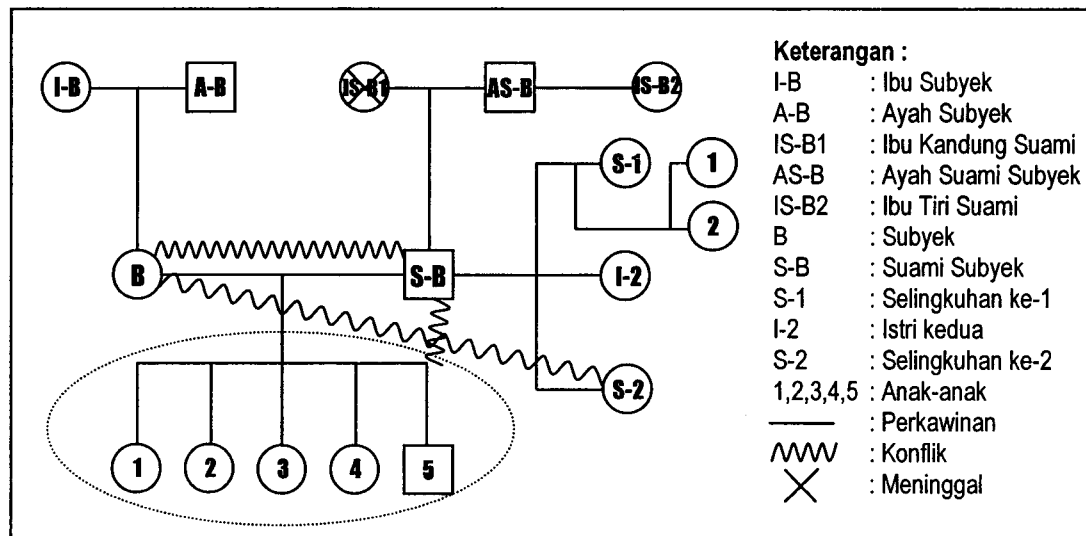 I-B A-B IS-B1 AS-B IS-B2
S-1 1
2
B S-B I-2
S-2
1 2 3 4 5
Keterangan :
I-B : Ibu Subyek
A-B : Ayah Subyek
IS-B1 : Ibu Kandung Suami
AS-B : Ayah Suami Subyek
IS-B2 : Ibu Tiri Suami
B : Subyek
S-B : Suami Subyek
S-1 : Selingkuhan ke-1
I-2 : Istri kedua
S-2 : Selingkuhan ke-2
1,2,3,4,5 : Anak-anak
: Perkawinan
: Konflik
: Meninggal